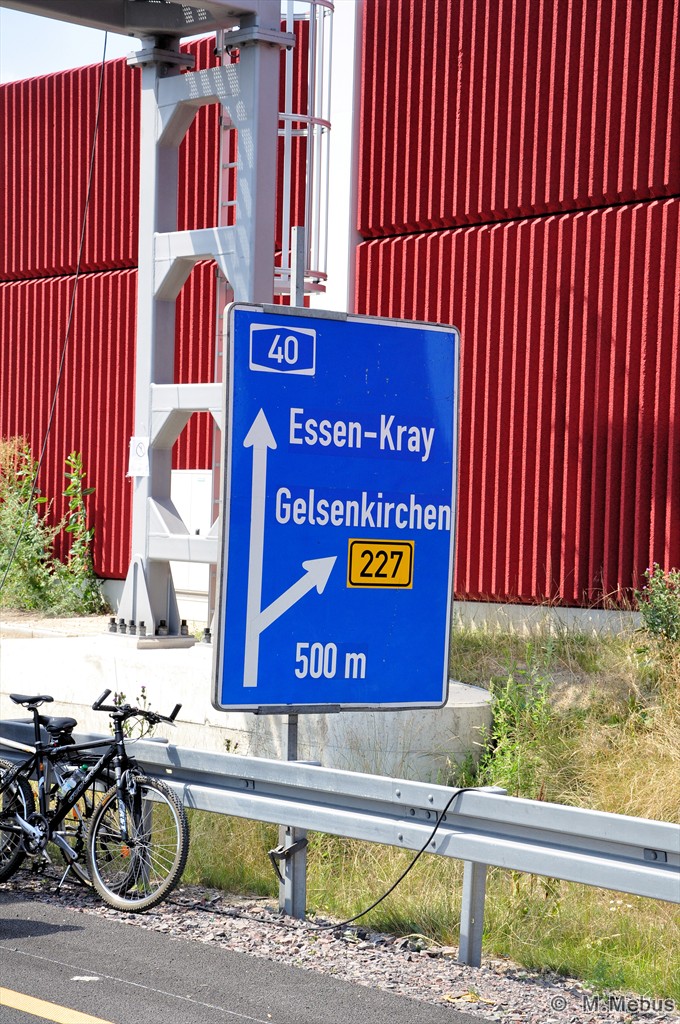 40
Essen-Kray
Gelsenkirchen
227
500 m
© M.Mebus